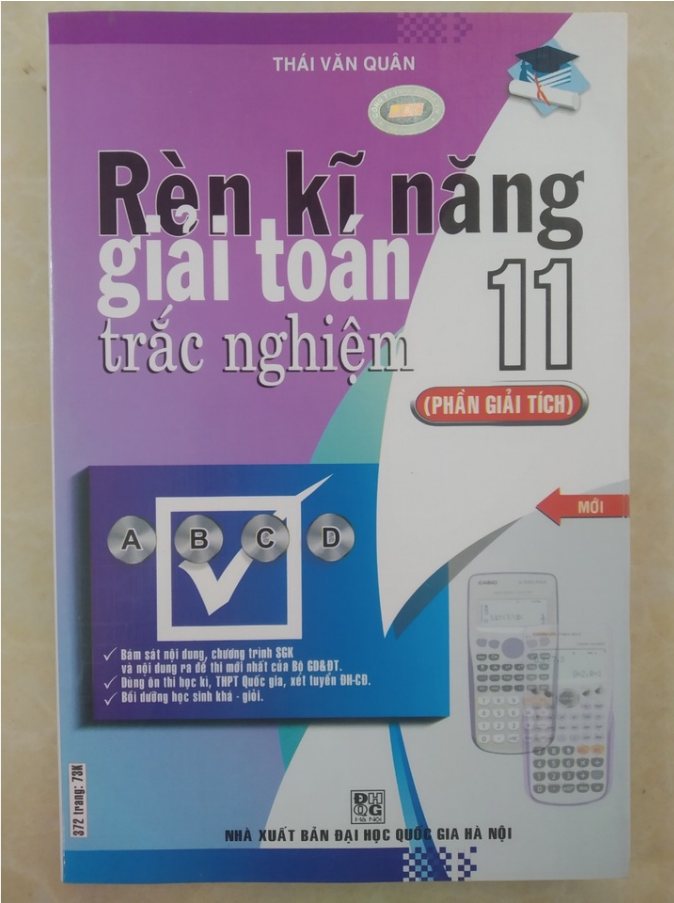 THÁI VĂN QUÂN
Rèn kĩ năng
giải toán
trắc nghiệm
11
(PHẦN GIẢI TÍCH)
MỚI
A B C D
Bám sát nội dung, chương trình SGK
và nội dung ra đề thi mới nhất của Bộ GD&ĐT.
Dùng ôn thi học kì, THPT Quốc gia, xét tuyển ĐH-CĐ.
Bồi dưỡng học sinh khá - giỏi.
CASIO
372 trang: 73K
ĐH
QG
HÀ NỘI
NHÀ XUẤT BẢN ĐẠI HỌC QUỐC GIA HÀ NỘI